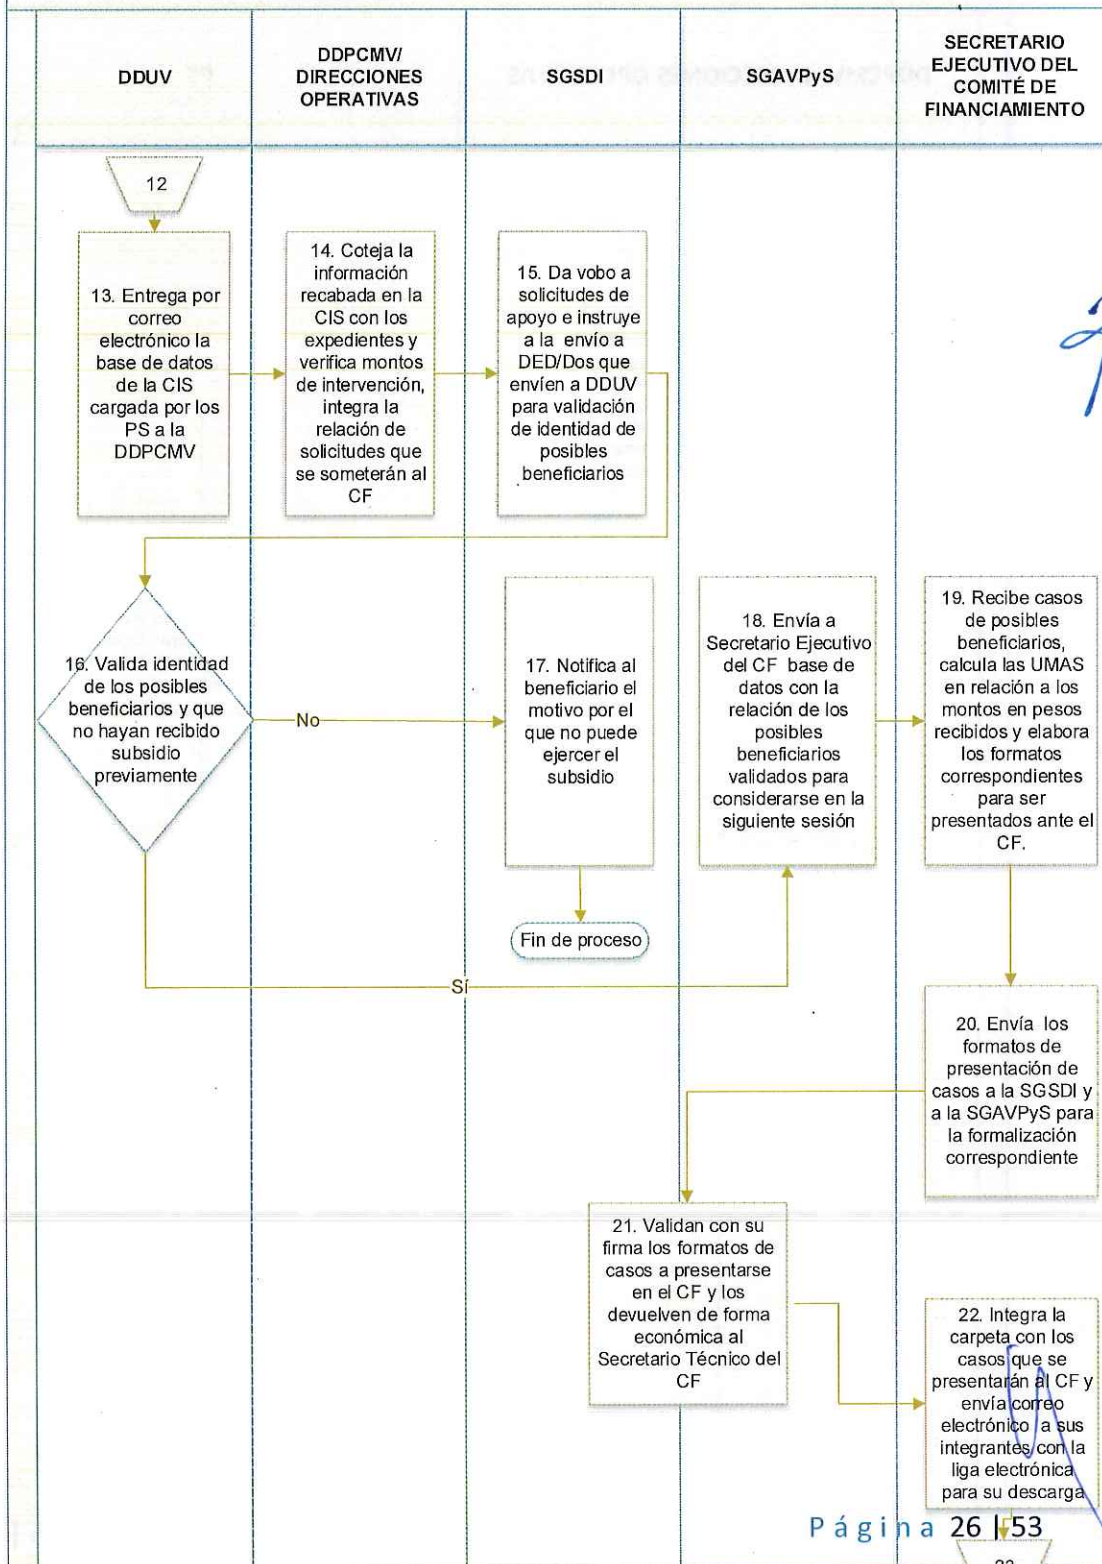 DDUV
DDPCMV/
DIRECCIONES
OPERATIVAS
SGSDI
SGAVPyS
SECRETARIO
EJECUTIVO DEL
COMITÉ DE
FINANCIAMIENTO
12
13. Entrega por
correo
electrónico la
base de datos
de la CIS
cargada por los
PS a la
DDPCMV
14. Coteja la
información
recabada en la
CIS con los
expedientes y
verifica montos
de intervención,
integra la
relación de
solicitudes que
se someterán al
CF
15. Da vobo a
solicitudes de
apoyo e instruye
a la envío a
DED/Dos que
envíen a DDUV
para validación
de identidad de
posibles
beneficiarios
16. Valida identidad
de los posibles
beneficiarios y que
no hayan recibido
subsidio
previamente
No
17. Notifica al
beneficiario el
motivo por el
que no puede
ejercer el
subsidio
Fin de proceso
Sí
18. Envía a
Secretario Ejecutivo
del CF base de
datos con la
relación de los
posibles
beneficiarios
validados para
considerarse en la
siguiente sesión
19. Recibe casos
de posibles
beneficiarios,
calcula las UMAS
en relación a los
montos en pesos
recibidos y elabora
los formatos
correspondientes
para ser
presentados ante el
CF.
20. Envía los
formatos de
presentación de
casos a la SGSDI y
a la SGAVPyS para
la formalización
correspondiente
21. Validan con su
firma los formatos de
casos a presentarse
en el CF y los
devuelven de forma
económica al
Secretario Técnico del
CF
22. Integra la
carpeta con los
casos que se
presentarán al CF y
envía correo
electrónico a sus
integrantes con la
liga electrónica
para su descarga
Página 26 | 53